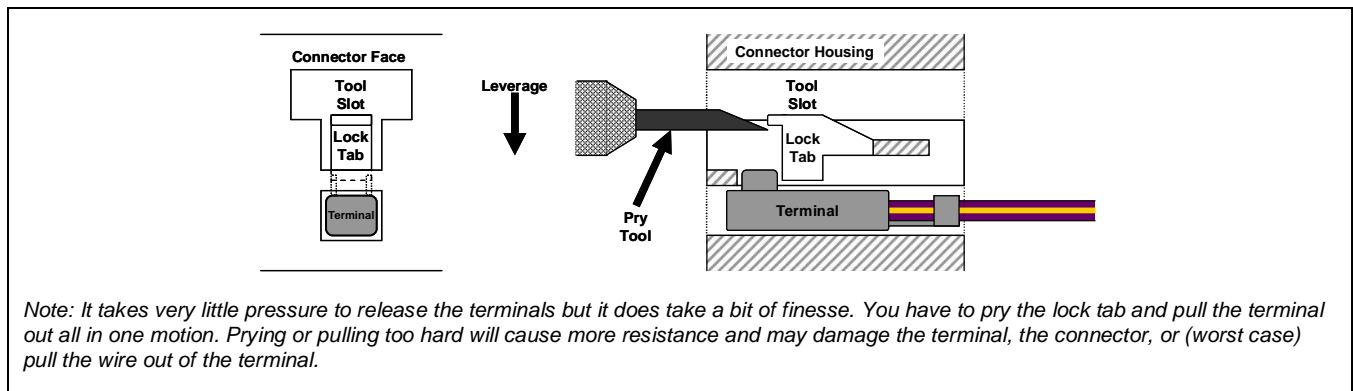 Connector Face
Tool
Slot
Lock
Tab
Terminal
Leverage
Pry
Tool
Connector Housing
Tool
Slot
Lock
Tab
Terminal
Note: It takes very little pressure to release the terminals but it does take a bit of finesse. You have to pry the lock tab and pull the terminal
out all in one motion. Prying or pulling too hard will cause more resistance and may damage the terminal, the connector, or (worst case)
pull the wire out of the terminal.